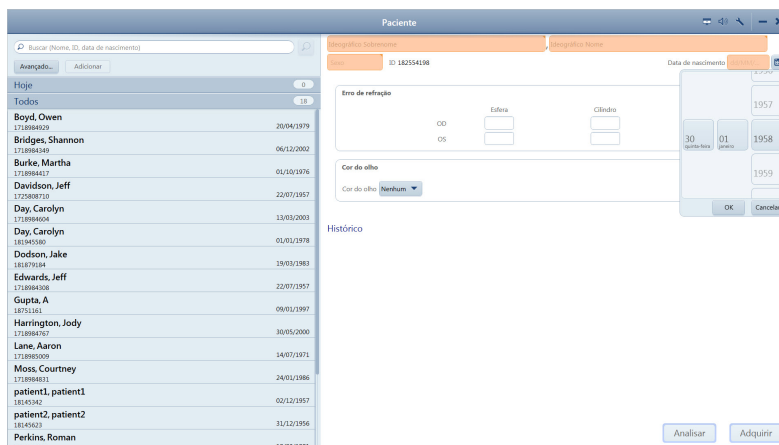 Paciente
Buscar (Nome, ID, data de nascimento)
Avançado... Adicionar
Hoje 0
Todos 18
Boyd, Owen
1718984929 20/04/1979
Bridges, Shannon
1718984349 06/12/2002
Burke, Martha
1718984417 01/10/1976
Davidson, Jeff
1725808710 22/07/1957
Day, Carolyn
1718984604 13/03/2003
Day, Carolyn
181945580 01/01/1978
Dodson, Jake
181879184 19/03/1983
Edwards, Jeff
1718984308 22/07/1957
Gupta, A
18751161 09/01/1997
Harrington, Jody
1718984767 30/05/2000
Lane, Aaron
1718985009 14/07/1971
Moss, Courtney
1718984831 24/01/1986
patient1, patient1
18145342 02/12/1957
patient2, patient2
18145623 31/12/1956
Perkins, Roman
Ideográfico Sobrenome , Ideográfico Nome
Sexo ID 182554198 Data de nascimento
Erro de refração
Esfera Cilindro
OD
OS
Cor do olho
Cor do olho Nenhum
Histórico
1957
30 quinta-feira 01 janeiro 1958
1959
OK Cancelar
Analisar Adquirir